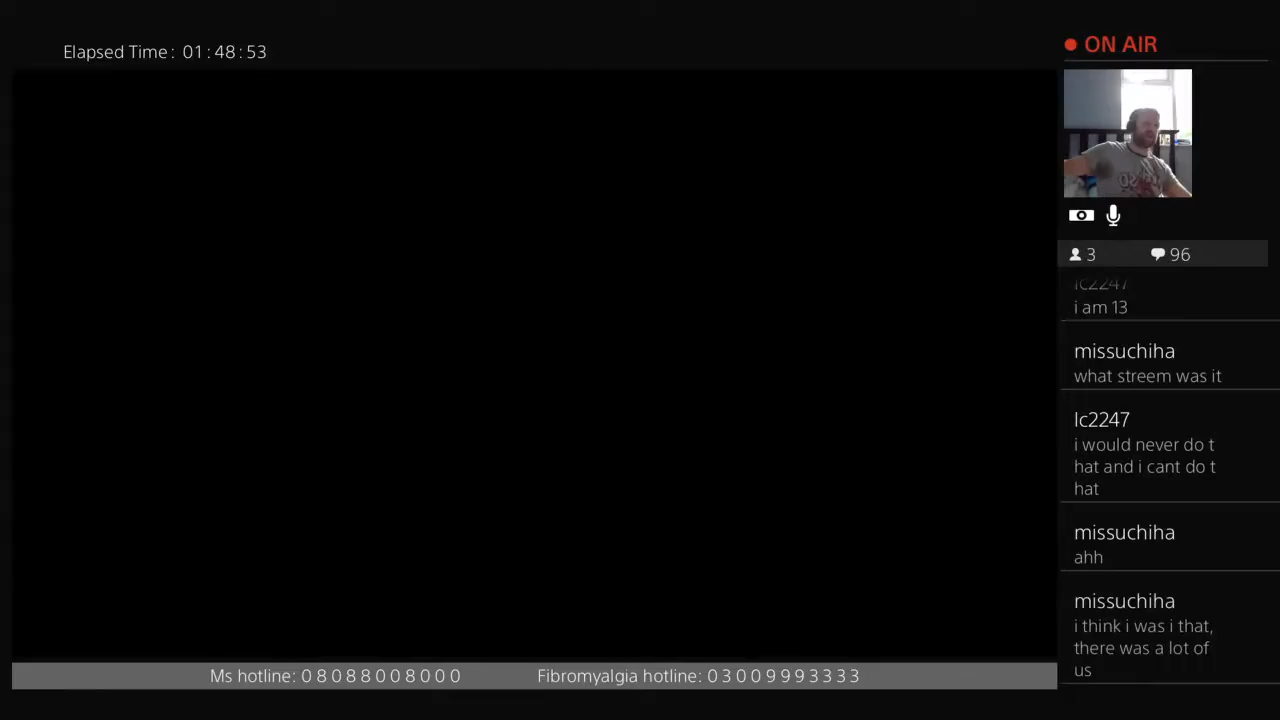 Elapsed Time: 01:48:53
ON AIR
3 96
lc2247
i am 13
missuchiha
what streem was it
lc2247
i would never do t
hat and i cant do t
hat
missuchiha
ahh
missuchiha
i think i was i that,
there was a lot of
us
Ms hotline: 0 8 0 8 8 0 0 8 0 0 0 Fibromyalgia hotline: 0 3 0 0 9 9 9 3 3 3 3